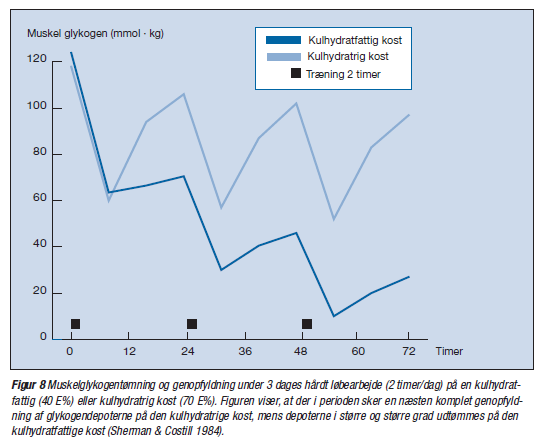 Muskel glykogen (mmol · kg)
Kulhydratfattig kost
Kulhydratrig kost
Træning 2 timer
120
100
80
60
40
20
0
0 12 24 36 48 60 72 Timer
Figur 8 Muskelglykogentømning og genopfyldning under 3 dages hårdt løbearbejde (2 timer/dag) på en kulhydrat-
fattig (40 E%) eller kulhydratrig kost (70 E%). Figuren viser, at der i perioden sker en næsten komplet genopfyld-
ning af glykogendepoterne på den kulhydratrige kost, mens depoterne i større og større grad udtømmes på den
kulhydratfattige kost (Sherman & Costill 1984).